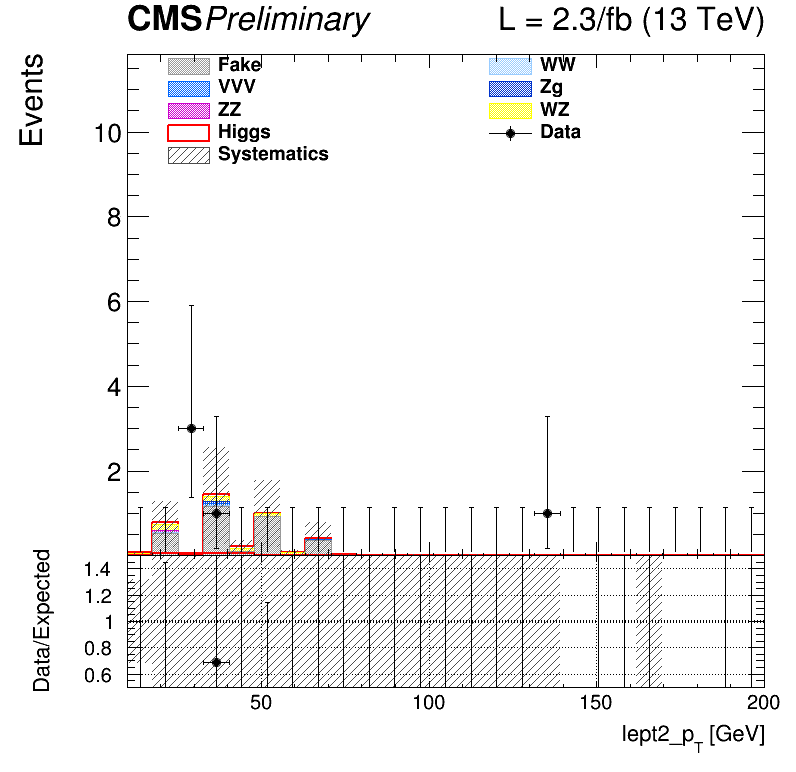 CMS Preliminary L = 2.3/fb (13 TeV)
Events
Fake WW
VVV Zg
ZZ WZ
Higgs Data
Systematics
10
8
6
4
2
Data/Expected
1.4
1.2
1
0.8
0.6
50 100 150 200
lept2_p_T [GeV]